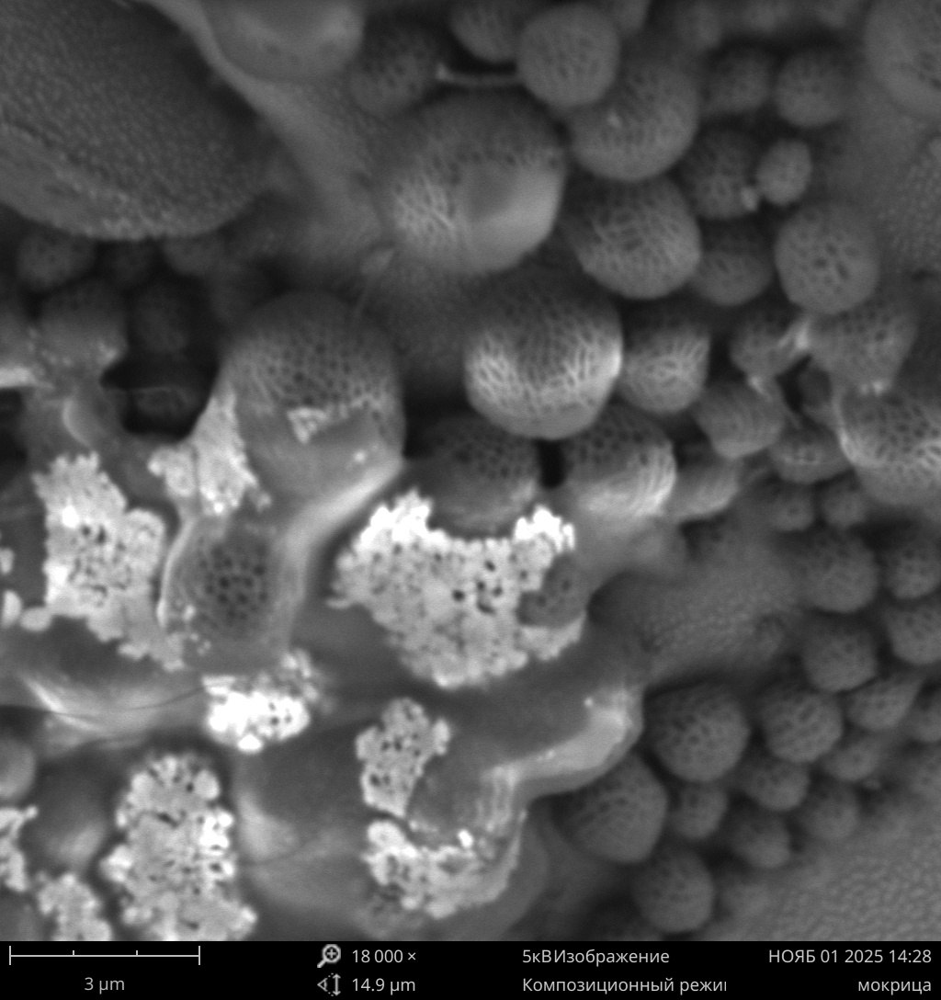 18 000 × 5кВИзображение НОЯБ 01 2025 14:28
3 µm 14.9 µm Композиционный режи мокрица